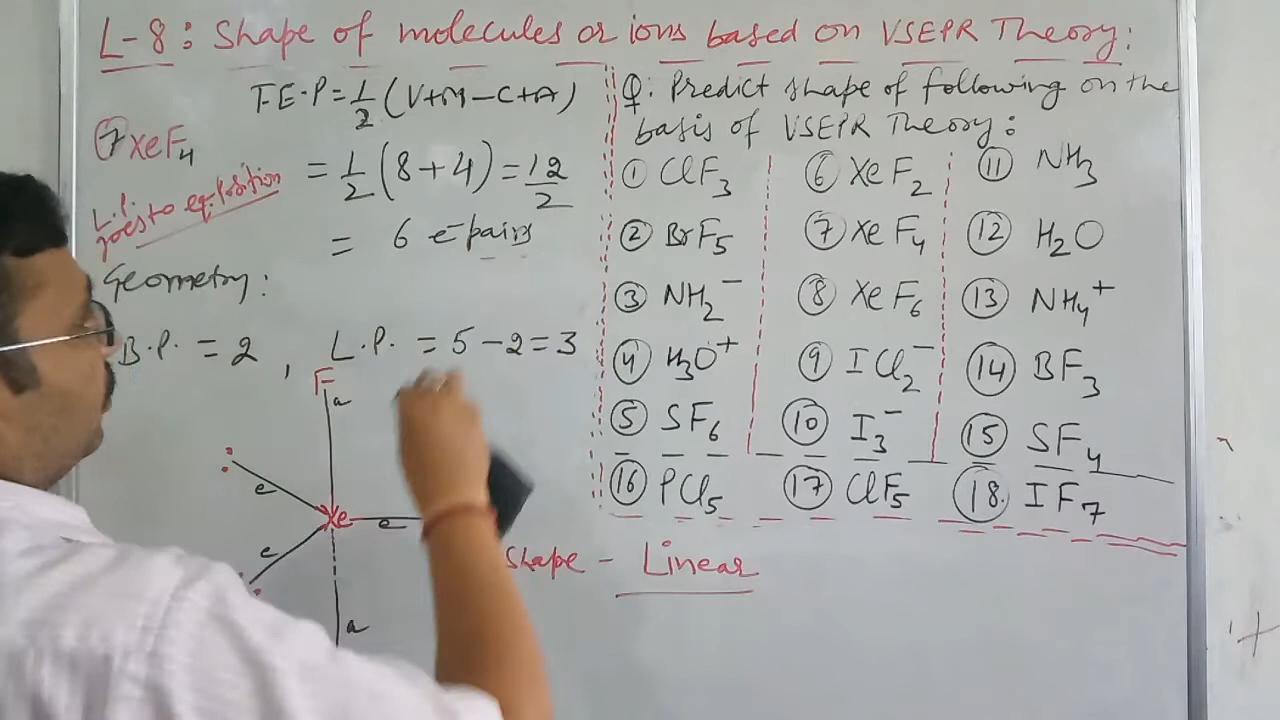 L-8: Shape of molecules or ions based on VSEPR Theory:
T.E.P = 1/2 (V+M-C+A)
⑦ XeF₄
= 1/2 (8+4) = 12/2
L.P. goes to eq. position
= 6 e⁻ pairs
Geometry:
B.P. = 2 , L.P. = 5-2=3
F
a
e
Xe
e
e
a
Shape - Linear
Q: Predict shape of following on the
basis of VSEPR Theory:
① ClF₃ ⑥ XeF₂ ⑪ NH₃
② BrF₅ ⑦ XeF₄ ⑫ H₂O
③ NH₂⁻ ⑧ XeF₆ ⑬ NH₄⁺
④ H₃O⁺ ⑨ ICl₂⁻ ⑭ BF₃
⑤ SF₆ ⑩ I₃⁻ ⑮ SF₄
⑯ PCl₅ ⑰ ClF₅ ⑱ IF₇
+